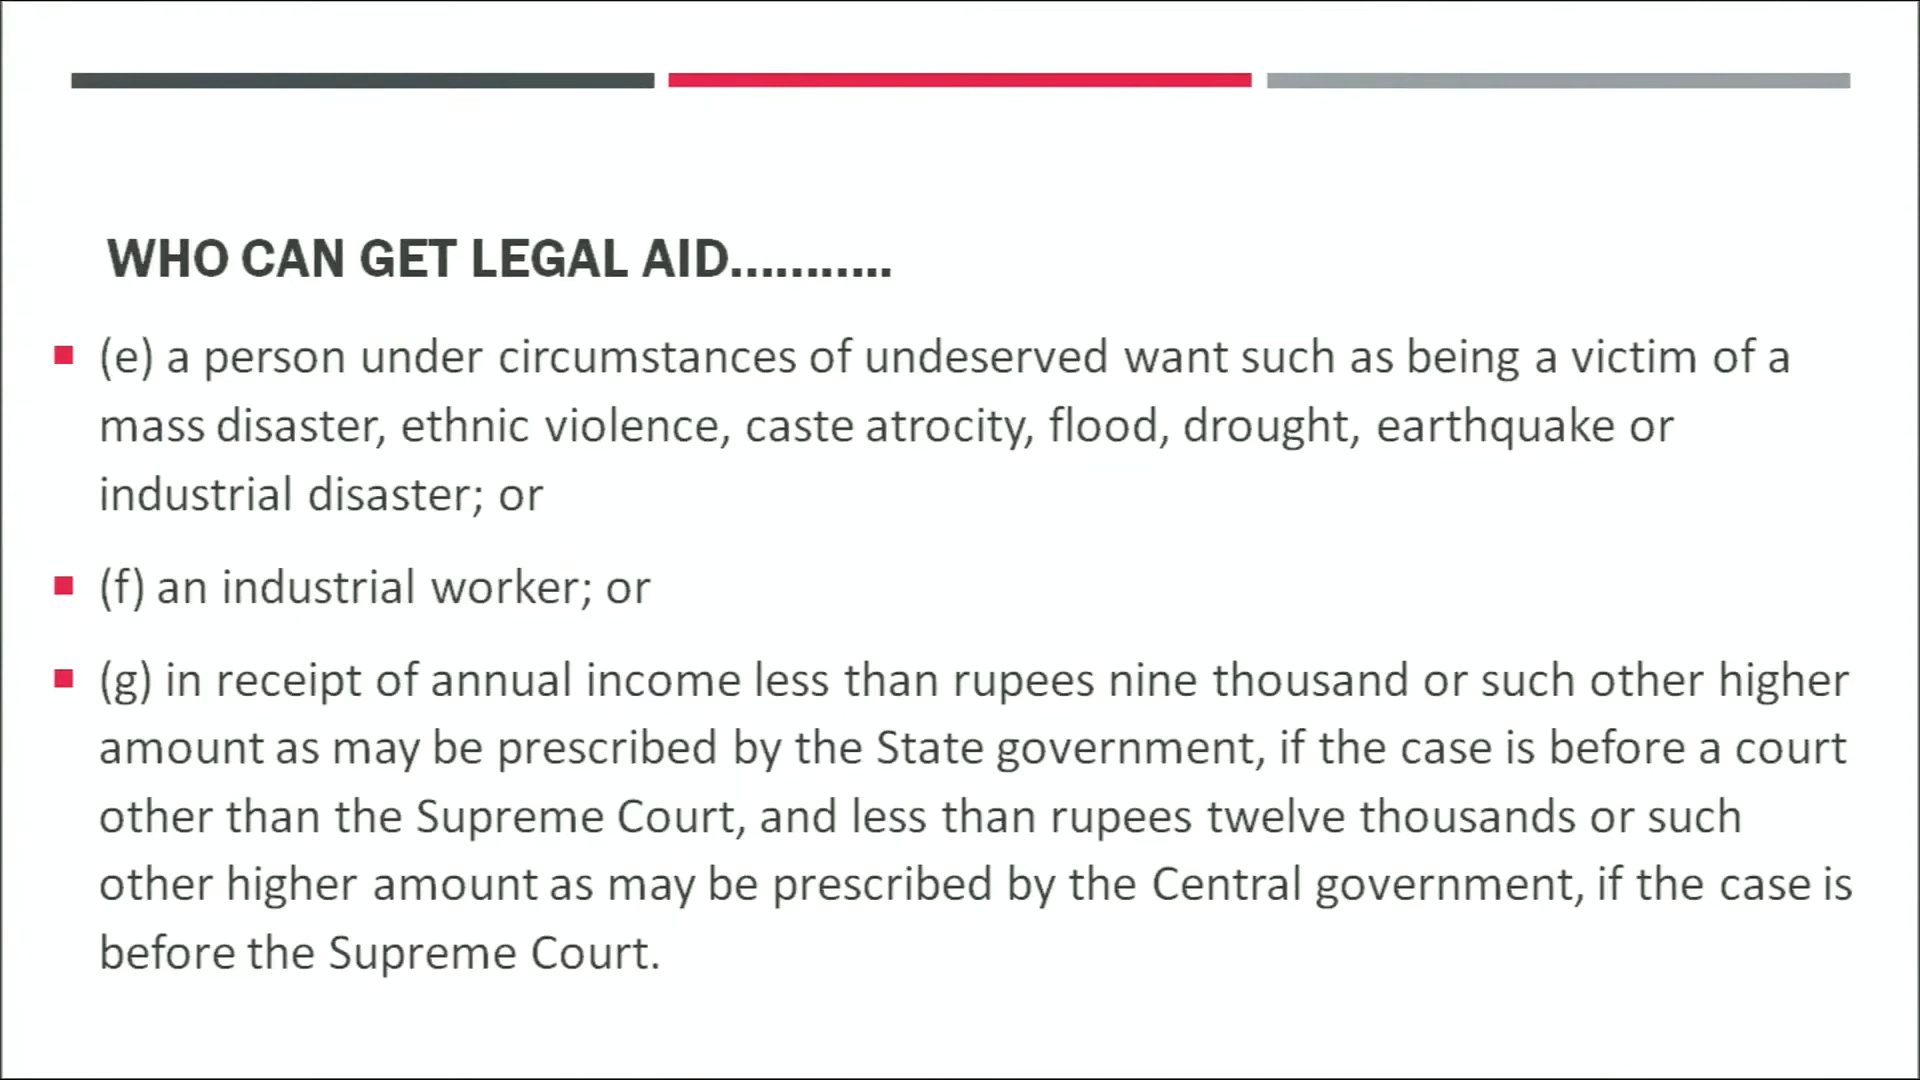 WHO CAN GET LEGAL AID...........
(e) a person under circumstances of undeserved want such as being a victim of a
mass disaster, ethnic violence, caste atrocity, flood, drought, earthquake or
industrial disaster; or
(f) an industrial worker; or
(g) in receipt of annual income less than rupees nine thousand or such other higher
amount as may be prescribed by the State government, if the case is before a court
other than the Supreme Court, and less than rupees twelve thousands or such
other higher amount as may be prescribed by the Central government, if the case is
before the Supreme Court.